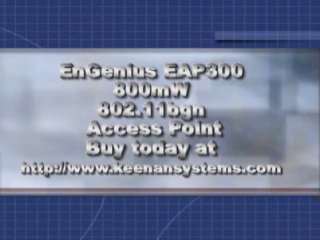 EnGenius EAP300
800mW
802.11bgn
Access Point
Buy today at
http://www.keenansystems.com